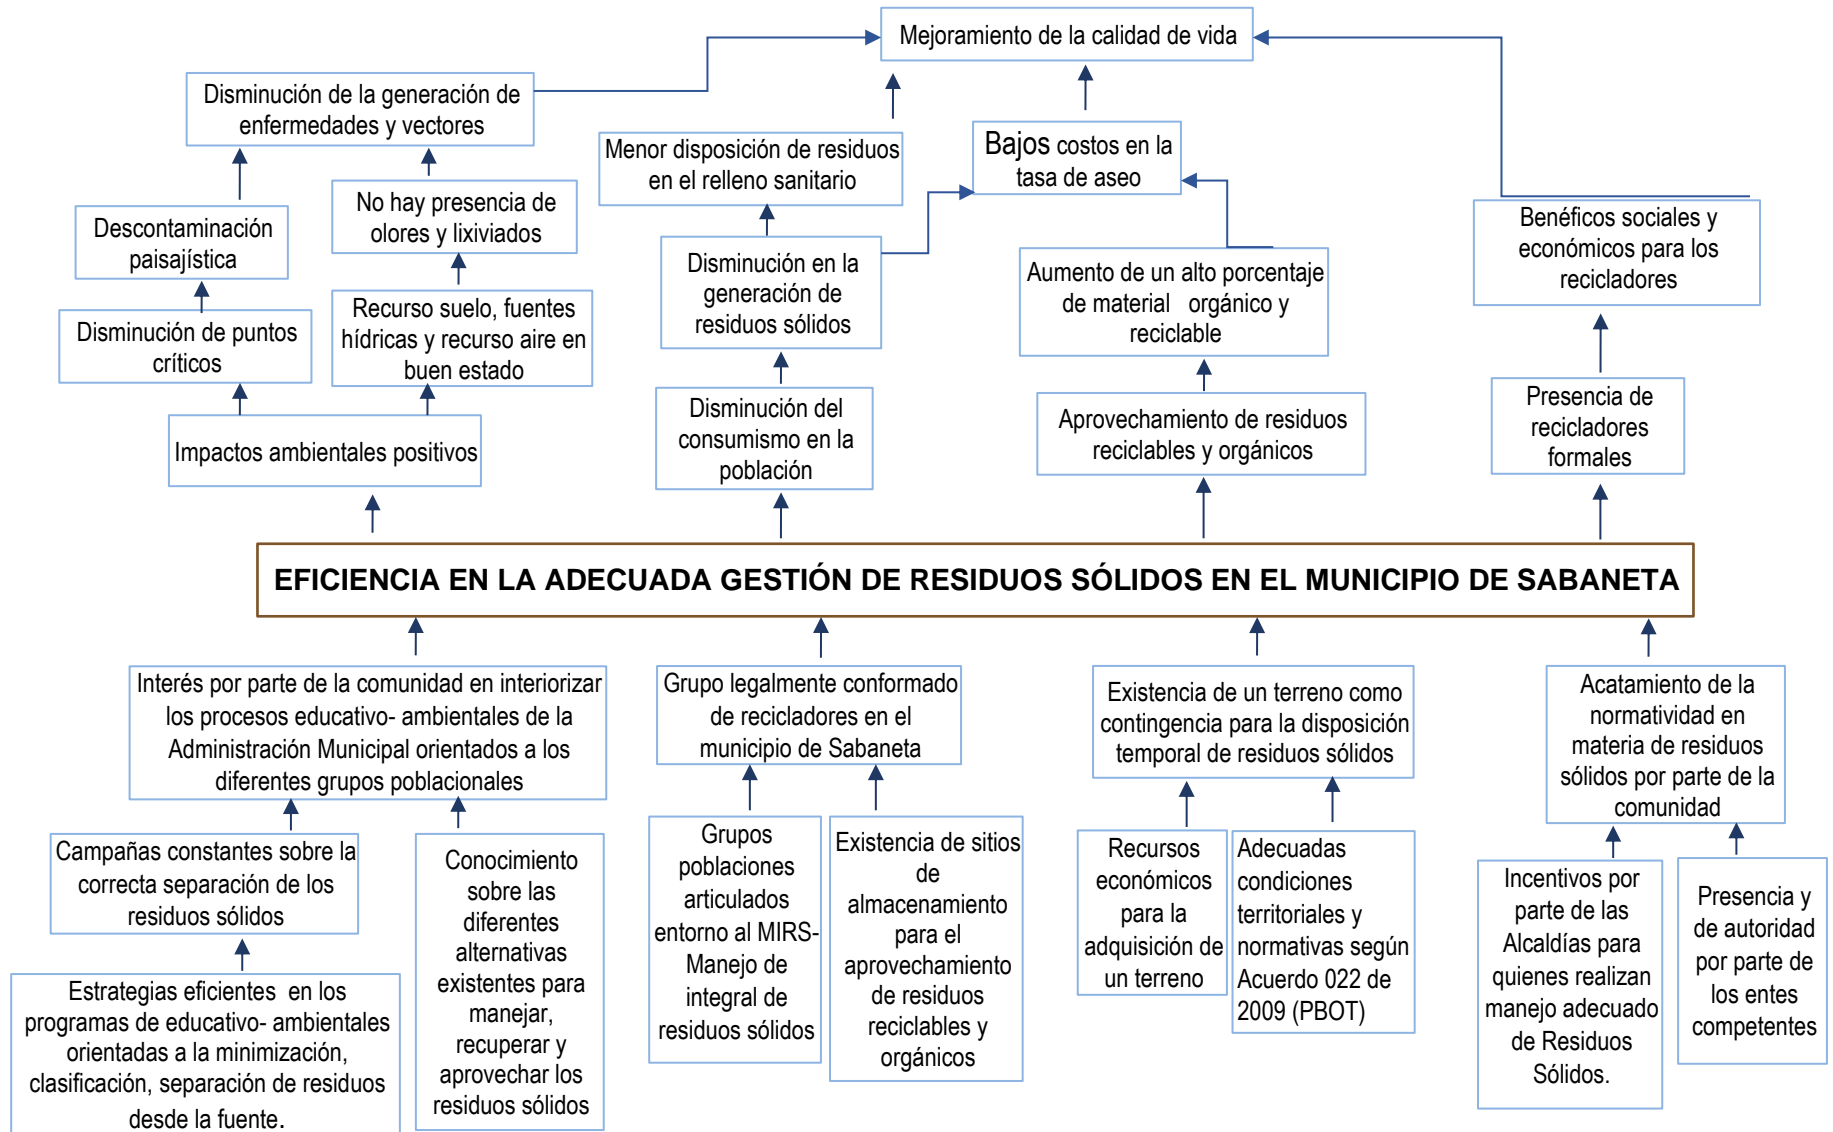 Mejoramiento de la calidad de vida
Disminución de la generación de
enfermedades y vectores
Menor disposición de residuos
en el relleno sanitario
Bajos costos en la
tasa de aseo
No hay presencia de
olores y lixiviados
Descontaminación
paisajística
Benéficos sociales y
económicos para los
recicladores
Disminución en la
generación de
residuos sólidos
Aumento de un alto porcentaje
de material orgánico y
reciclable
Recurso suelo, fuentes
hídricas y recurso aire en
buen estado
Disminución de puntos
críticos
Disminución del
consumismo en la
población
Aprovechamiento de residuos
reciclables y orgánicos
Presencia de
recicladores
formales
Impactos ambientales positivos
EFICIENCIA EN LA ADECUADA GESTIÓN DE RESIDUOS SÓLIDOS EN EL MUNICIPIO DE SABANETA
Interés por parte de la comunidad en interiorizar
los procesos educativo- ambientales de la
Administración Municipal orientados a los
diferentes grupos poblacionales
Grupo legalmente conformado
de recicladores en el
municipio de Sabaneta
Existencia de un terreno como
contingencia para la disposición
temporal de residuos sólidos
Acatamiento de la
normatividad en
materia de residuos
sólidos por parte de la
comunidad
Campañas constantes sobre la
correcta separación de los
residuos sólidos
Conocimiento
sobre las
diferentes
alternativas
existentes para
manejar,
recuperar y
aprovechar los
residuos sólidos
Grupos
poblaciones
articulados
entorno al MIRS-
Manejo de
integral de
residuos sólidos
Existencia de sitios
de
almacenamiento
para el
aprovechamiento
de residuos
reciclables y
orgánicos
Recursos
económicos
para la
adquisición de
un terreno
Adecuadas
condiciones
territoriales y
normativas según
Acuerdo 022 de
2009 (PBOT)
Incentivos por
parte de las
Alcaldías para
quienes realizan
manejo adecuado
de Residuos
Sólidos.
Presencia y
de autoridad
por parte de
los entes
competentes
Estrategias eficientes en los
programas de educativo- ambientales
orientadas a la minimización,
clasificación, separación de residuos
desde la fuente.